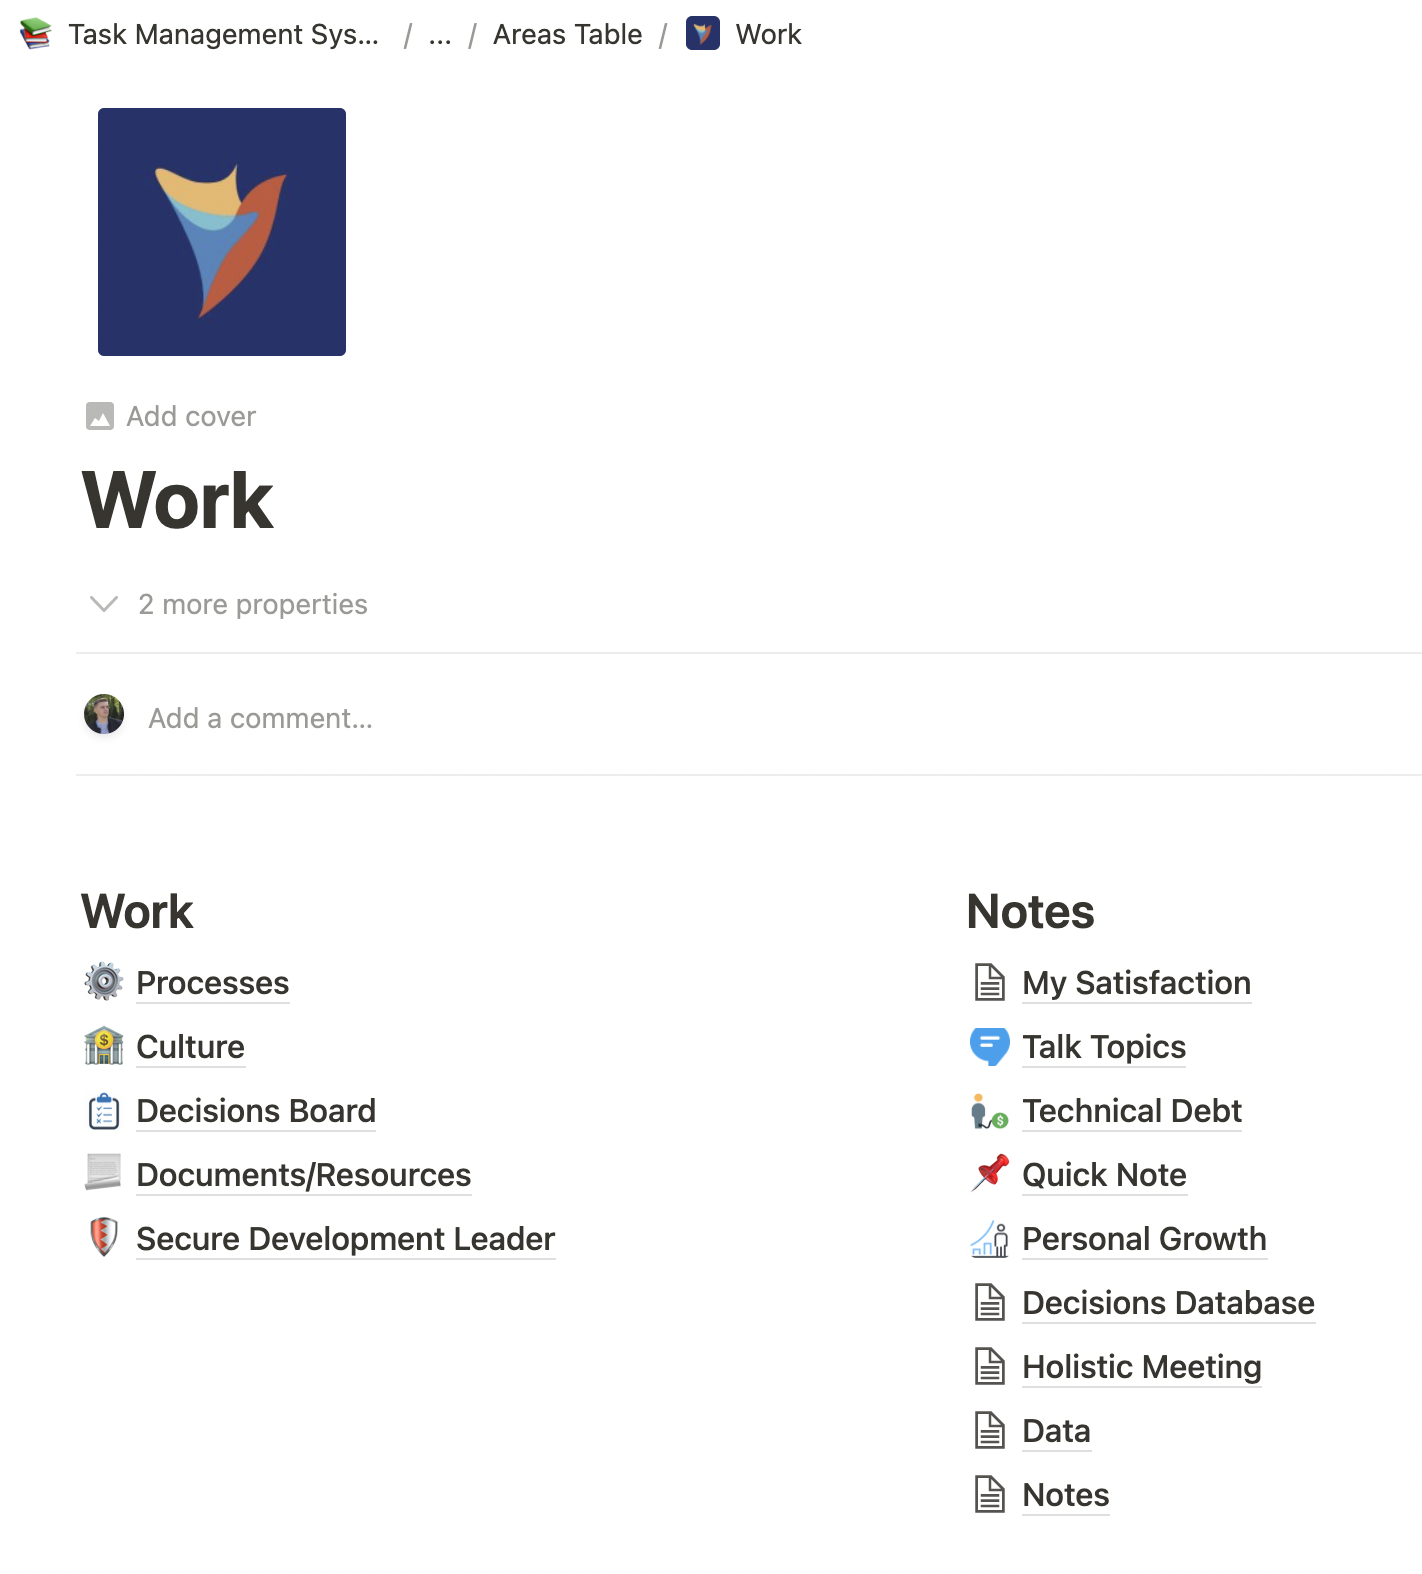 Task Management Sys... / ... / Areas Table / Work
Add cover
Work
2 more properties
Add a comment...
Work
Processes
Culture
Decisions Board
Documents/Resources
Secure Development Leader
Notes
My Satisfaction
Talk Topics
Technical Debt
Quick Note
Personal Growth
Decisions Database
Holistic Meeting
Data
Notes